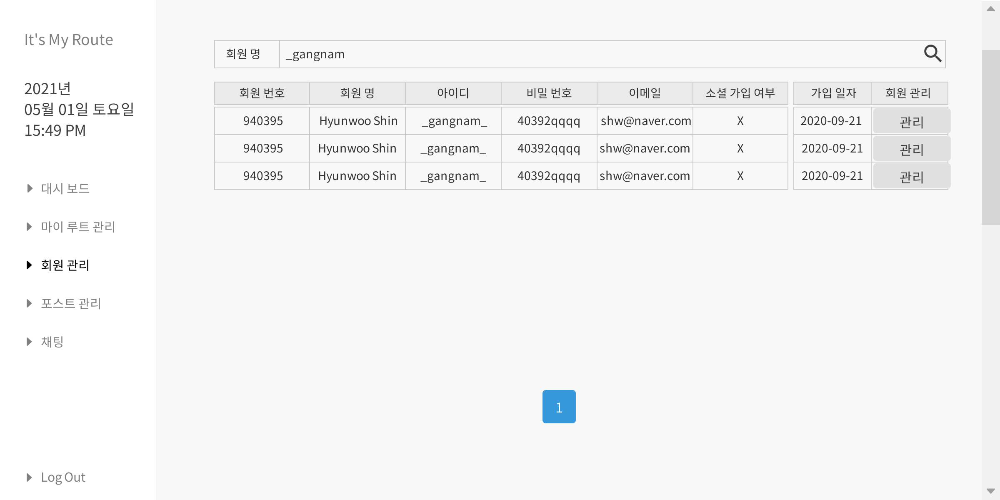 It's My Route
2021년
05월 01일 토요일
15:49 PM
대시 보드
마이 루트 관리
회원 관리
포스트 관리
채팅
Log Out
회원 명 _gangnam
회원 번호 회원 명 아이디 비밀 번호 이메일 소셜 가입 여부 가입 일자 회원 관리
940395 Hyunwoo Shin _gangnam_ 40392qqqq shw@naver.com X 2020-09-21 관리
940395 Hyunwoo Shin _gangnam_ 40392qqqq shw@naver.com X 2020-09-21 관리
940395 Hyunwoo Shin _gangnam_ 40392qqqq shw@naver.com X 2020-09-21 관리
1